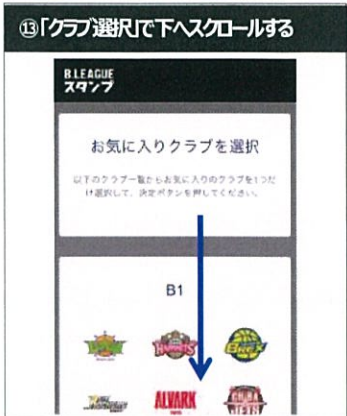 ⑬「クラブ選択」で下へスクロールする
B.LEAGUE
スタンプ
お気に入りクラブを選択
以下のクラブ一覧からお気に入りのクラブを1つだ
け選択して、決定ボタンを押してください。
B1
BREX
ALVARK